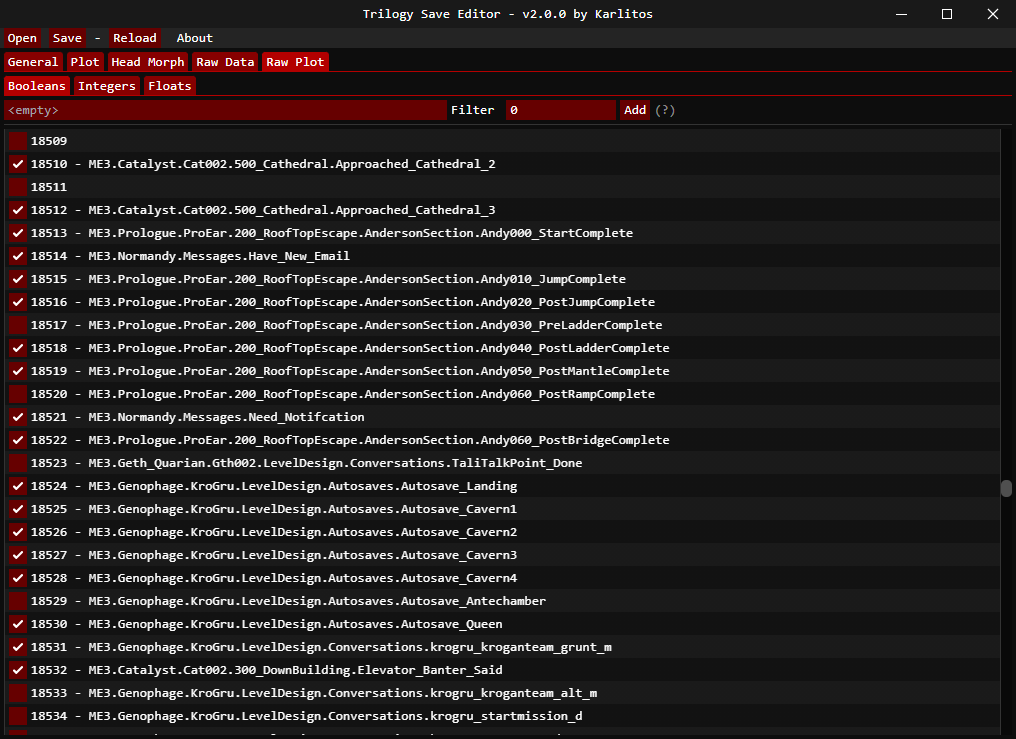 Trilogy Save Editor - v2.0.0 by Karlitos
Open Save - Reload About
General Plot Head Morph Raw Data Raw Plot
Booleans Integers Floats
<empty> Filter 0 Add (?)
18509
18510 - ME3.Catalyst.Cat002.500_Cathedral.Approached_Cathedral_2
18511
18512 - ME3.Catalyst.Cat002.500_Cathedral.Approached_Cathedral_3
18513 - ME3.Prologue.ProEar.200_RoofTopEscape.AndersonSection.Andy000_StartComplete
18514 - ME3.Normandy.Messages.Have_New_Email
18515 - ME3.Prologue.ProEar.200_RoofTopEscape.AndersonSection.Andy010_JumpComplete
18516 - ME3.Prologue.ProEar.200_RoofTopEscape.AndersonSection.Andy020_PostJumpComplete
18517 - ME3.Prologue.ProEar.200_RoofTopEscape.AndersonSection.Andy030_PreLadderComplete
18518 - ME3.Prologue.ProEar.200_RoofTopEscape.AndersonSection.Andy040_PostLadderComplete
18519 - ME3.Prologue.ProEar.200_RoofTopEscape.AndersonSection.Andy050_PostMantleComplete
18520 - ME3.Prologue.ProEar.200_RoofTopEscape.AndersonSection.Andy060_PostRampComplete
18521 - ME3.Normandy.Messages.Need_Notifcation
18522 - ME3.Prologue.ProEar.200_RoofTopEscape.AndersonSection.Andy060_PostBridgeComplete
18523 - ME3.Geth_Quarian.Gth002.LevelDesign.Conversations.TaliTalkPoint_Done
18524 - ME3.Genophage.KroGru.LevelDesign.Autosaves.Autosave_Landing
18525 - ME3.Genophage.KroGru.LevelDesign.Autosaves.Autosave_Cavern1
18526 - ME3.Genophage.KroGru.LevelDesign.Autosaves.Autosave_Cavern2
18527 - ME3.Genophage.KroGru.LevelDesign.Autosaves.Autosave_Cavern3
18528 - ME3.Genophage.KroGru.LevelDesign.Autosaves.Autosave_Cavern4
18529 - ME3.Genophage.KroGru.LevelDesign.Autosaves.Autosave_Antechamber
18530 - ME3.Genophage.KroGru.LevelDesign.Autosaves.Autosave_Queen
18531 - ME3.Genophage.KroGru.LevelDesign.Conversations.krogru_kroganteam_grunt_m
18532 - ME3.Catalyst.Cat002.300_DownBuilding.Elevator_Banter_Said
18533 - ME3.Genophage.KroGru.LevelDesign.Conversations.krogru_kroganteam_alt_m
18534 - ME3.Genophage.KroGru.LevelDesign.Conversations.krogru_startmission_d